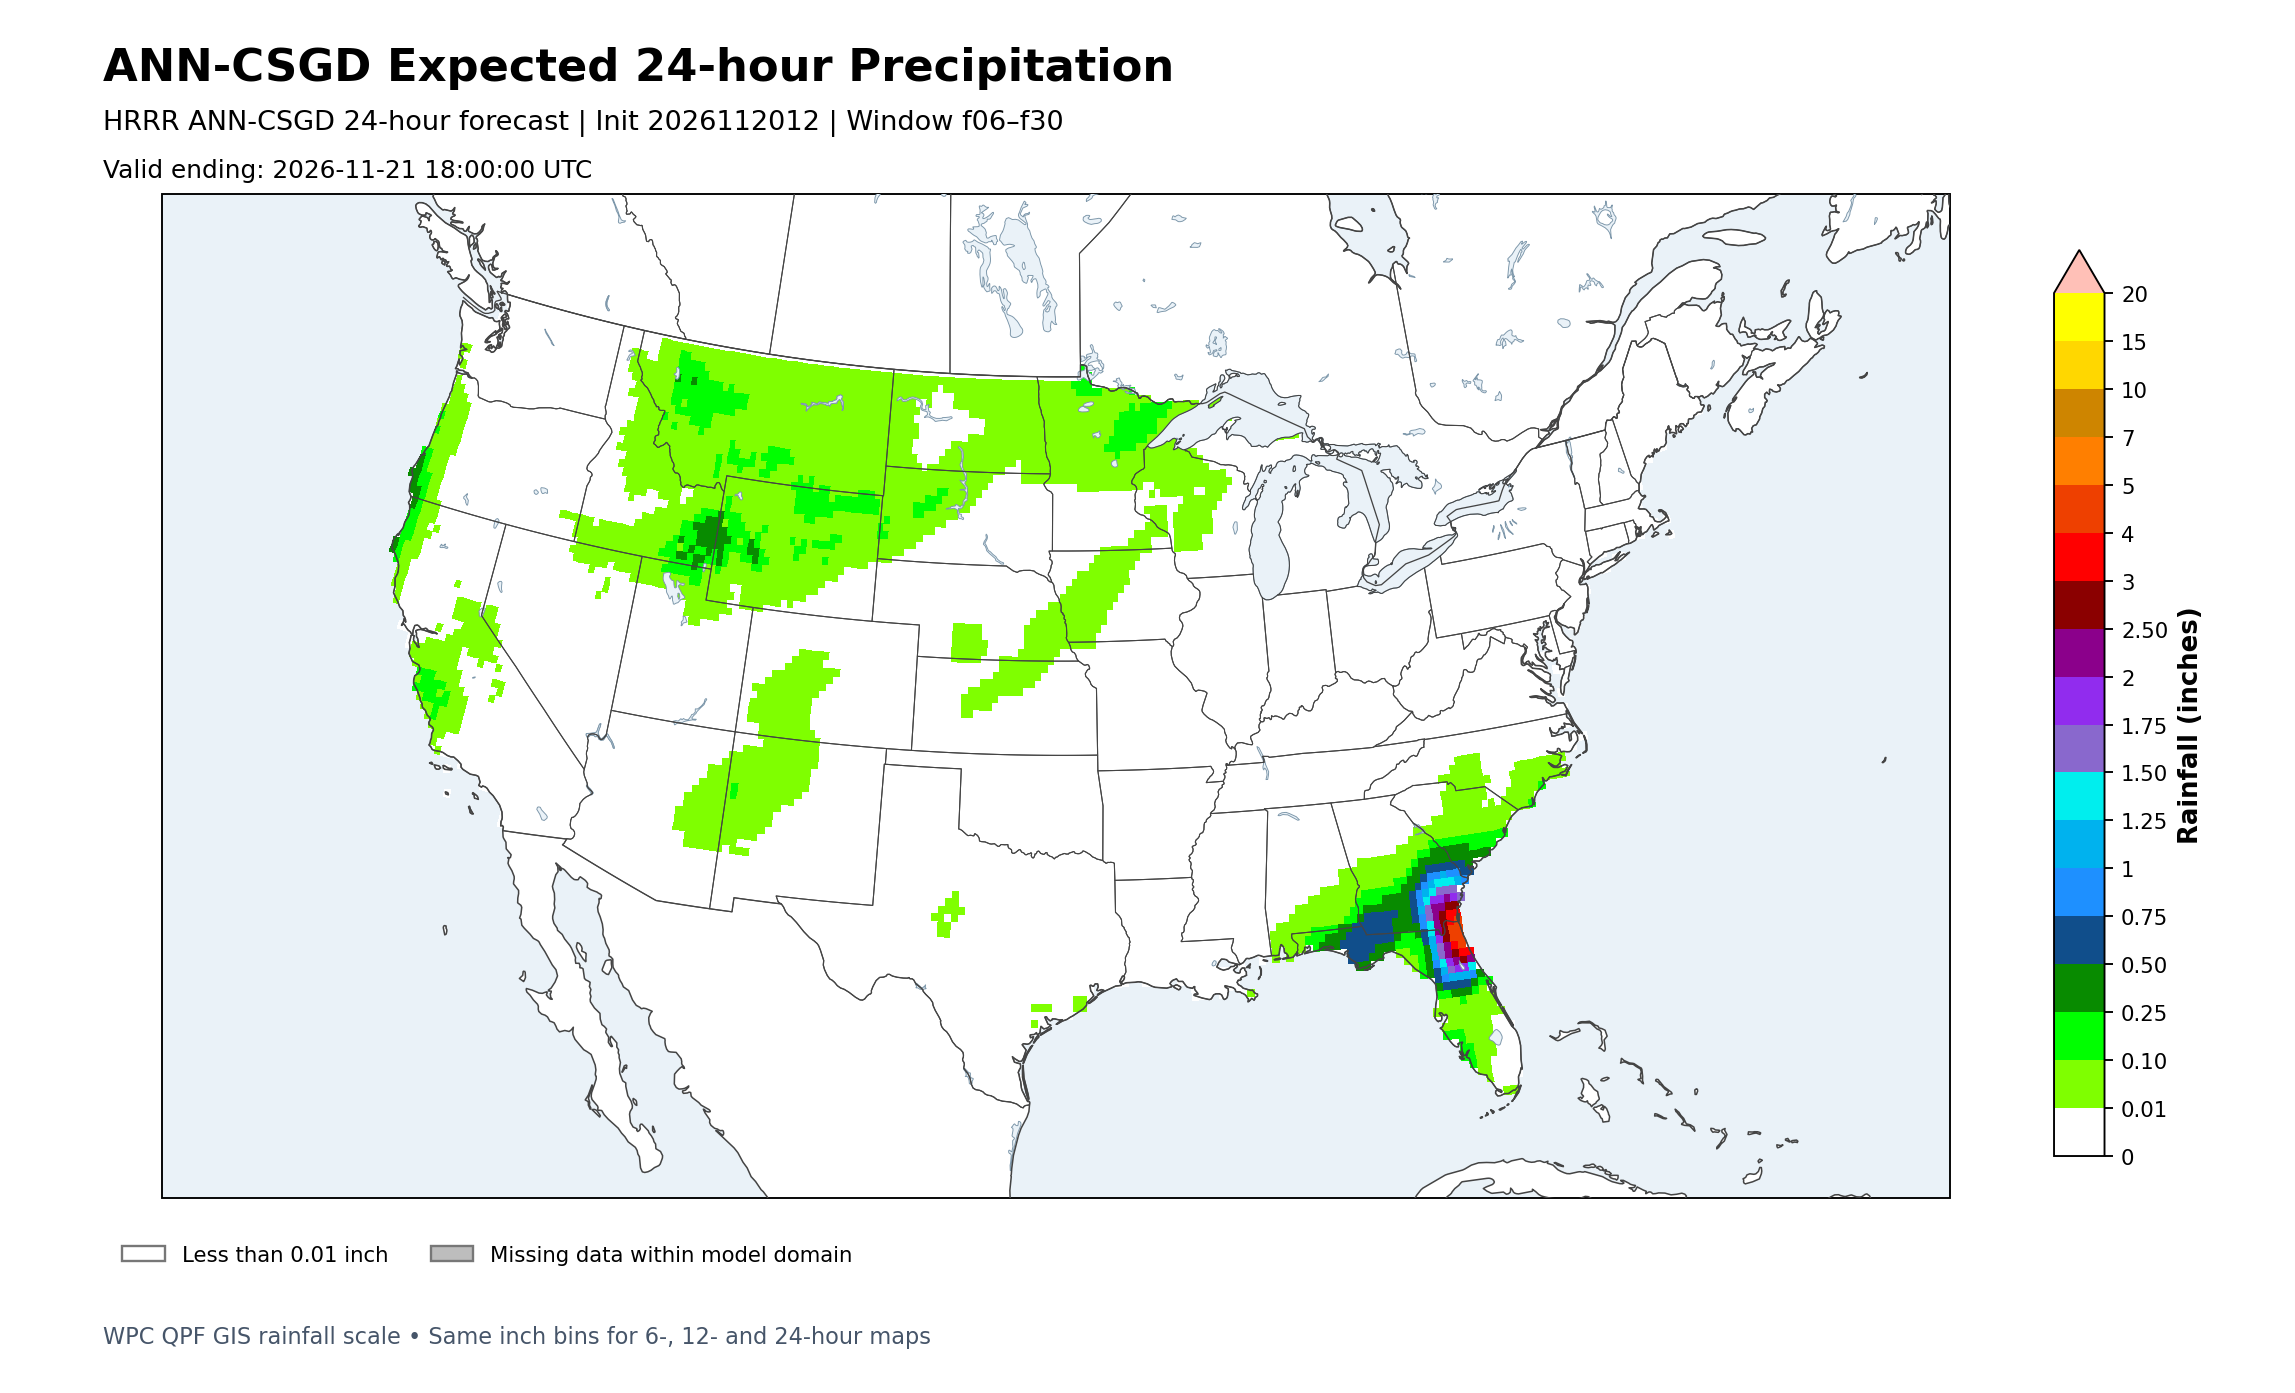 ANN-CSGD Expected 24-hour Precipitation
HRRR ANN-CSGD 24-hour forecast | Init 2026112012 | Window f06–f30
Valid ending: 2026-11-21 18:00:00 UTC
20
15
10
7
5
4
3
2.50
2
1.75
1.50
1.25
1
0.75
0.50
0.25
0.10
0.01
0
Rainfall (inches)
Less than 0.01 inch
Missing data within model domain
WPC QPF GIS rainfall scale • Same inch bins for 6-, 12- and 24-hour maps